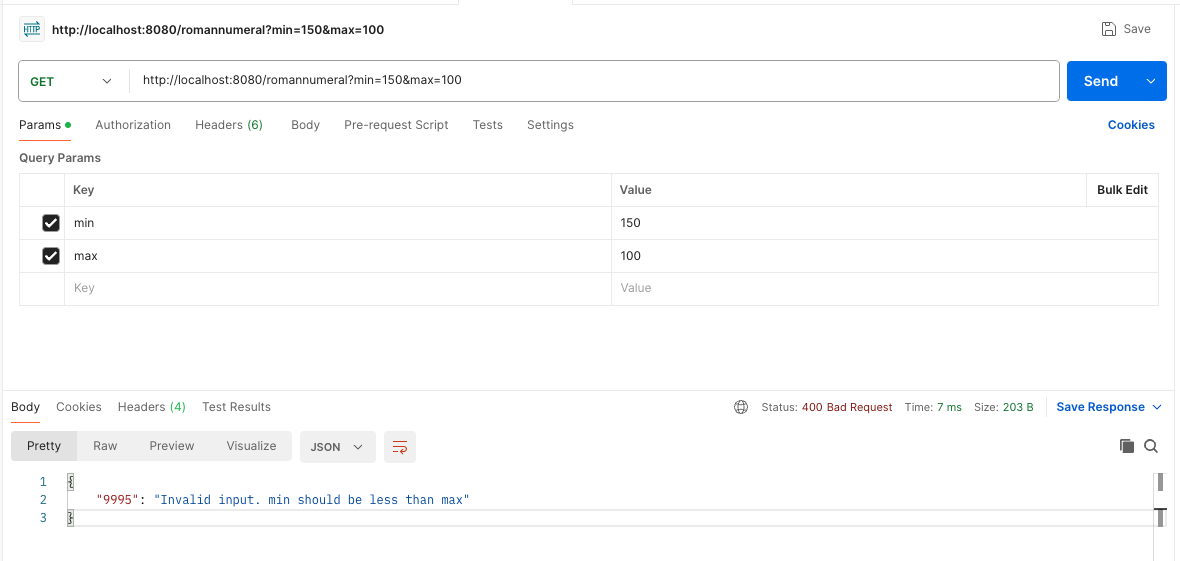 HTTP http://localhost:8080/romannumeral?min=150&max=100 Save
GET http://localhost:8080/romannumeral?min=150&max=100 Send
Params Authorization Headers (6) Body Pre-request Script Tests Settings Cookies
Query Params
Key Value Bulk Edit
min 150
max 100
Key Value
Body Cookies Headers (4) Test Results Status: 400 Bad Request Time: 7 ms Size: 203 B Save Response
Pretty Raw Preview Visualize JSON
1 {
2 "9995": "Invalid input. min should be less than max"
3 }